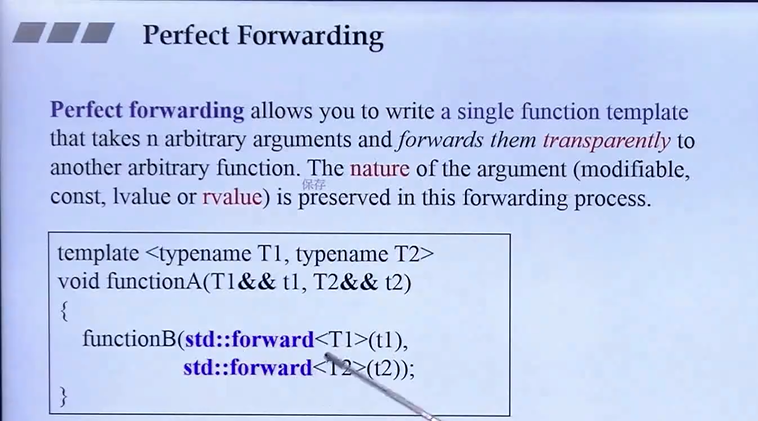 Perfect Forwarding
Perfect forwarding allows you to write a single function template
that takes n arbitrary arguments and forwards them transparently to
another arbitrary function. The nature of the argument (modifiable,
保存
const, lvalue or rvalue) is preserved in this forwarding process.
template <typename T1, typename T2>
void functionA(T1&& t1, T2&& t2)
{
functionB(std::forward<T1>(t1),
std::forward<T2>(t2));
}